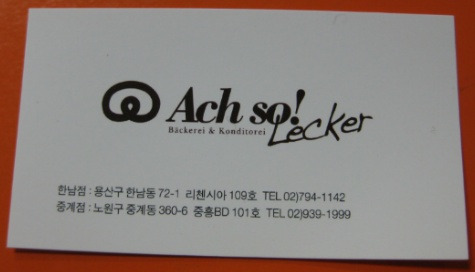 Ach so!
Bäckerei & Konditorei Lecker
한남점 : 용산구 한남동 72-1 리첸시아 109호 TEL 02)794-1142
중계점 : 노원구 중계동 360-6 중흥BD 101호 TEL 02)939-1999